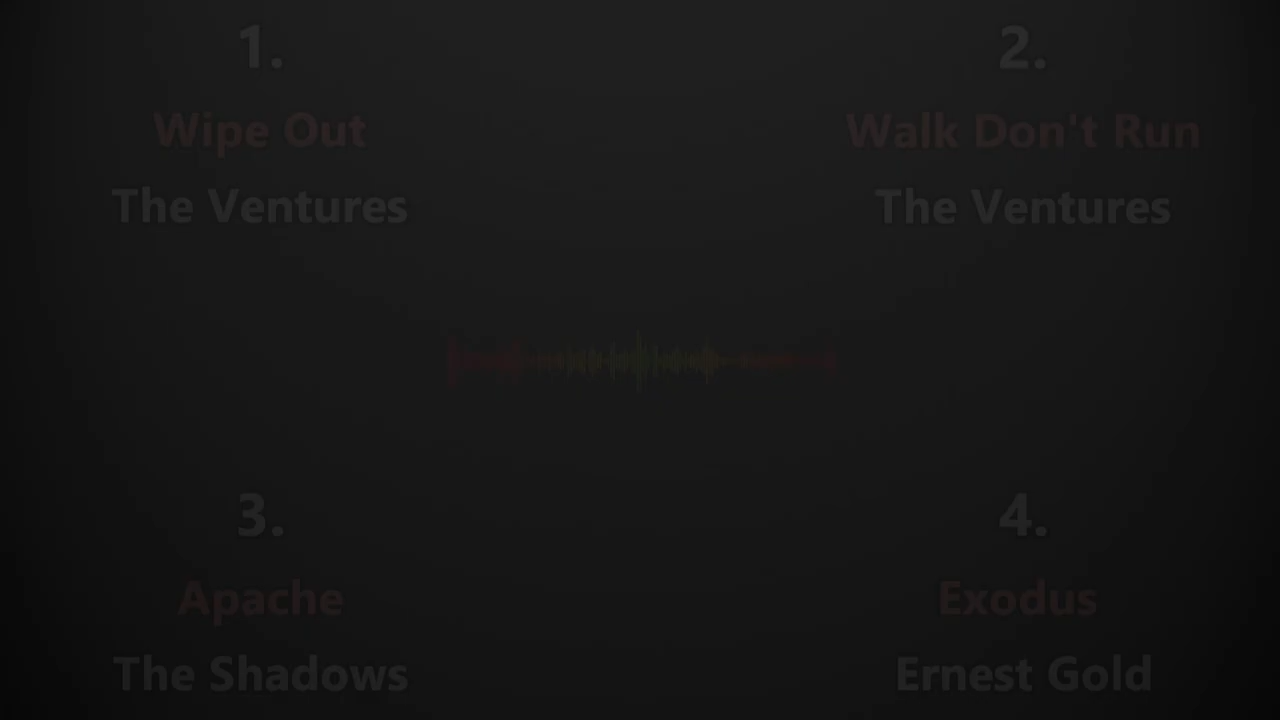 1.
Wipe Out
The Ventures
2.
Walk Don't Run
The Ventures
3.
Apache
The Shadows
4.
Exodus
Ernest Gold